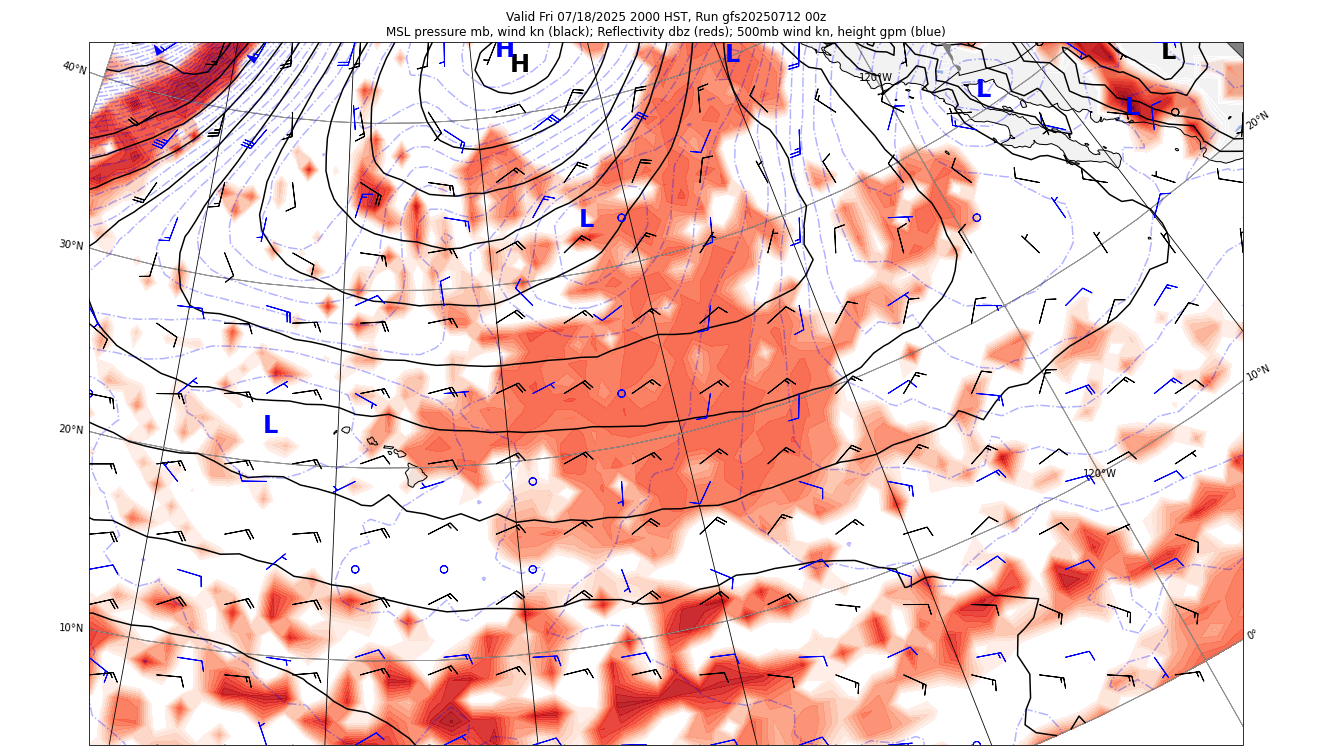 Valid Fri 07/18/2025 2000 HST, Run gfs20250712 00z
MSL pressure mb, wind kn (black); Reflectivity dbz (reds); 500mb wind kn, height gpm (blue)
H
H
L
L
40°N
120°W
L
L
20°N
L
30°N
10°N
L
20°N
120°W
10°N
0°